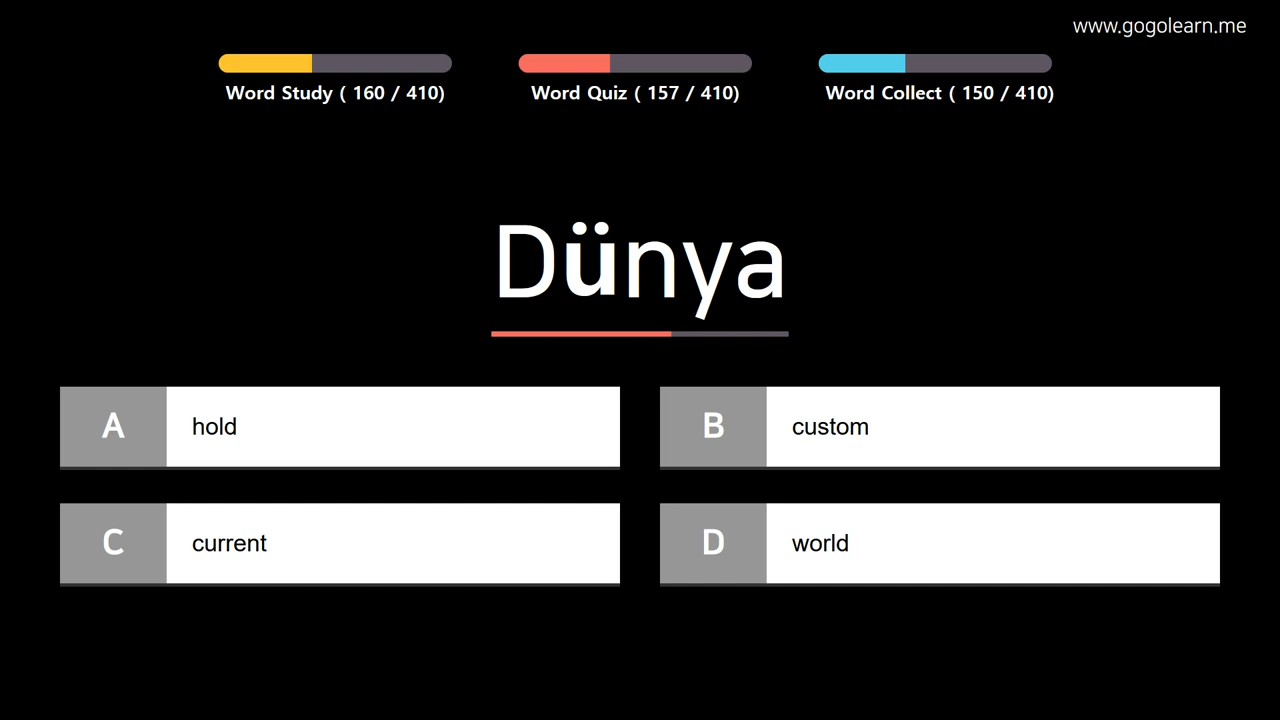 www.gogolearn.me
Word Study ( 160 / 410)
Word Quiz ( 157 / 410)
Word Collect ( 150 / 410)
Dünya
A hold
B custom
C current
D world